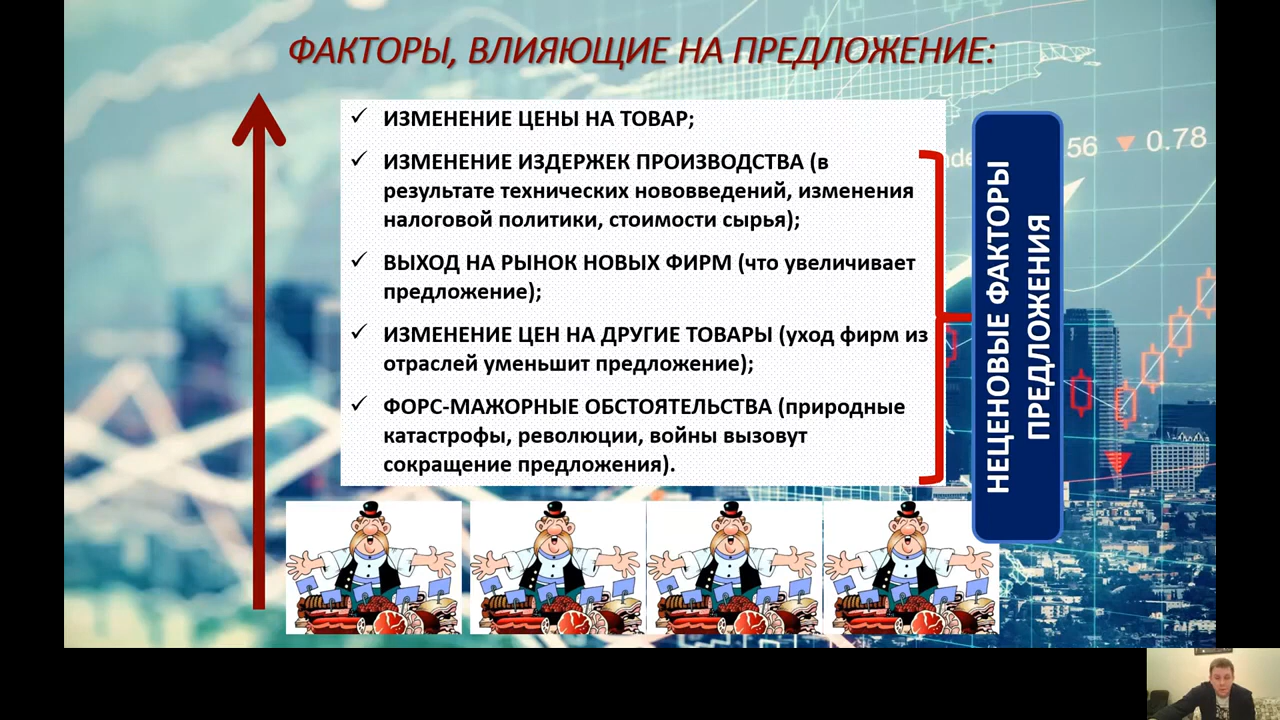 ФАКТОРЫ, ВЛИЯЮЩИЕ НА ПРЕДЛОЖЕНИЕ:
✓ ИЗМЕНЕНИЕ ЦЕНЫ НА ТОВАР;
✓ ИЗМЕНЕНИЕ ИЗДЕРЖЕК ПРОИЗВОДСТВА (в
результате технических нововведений, изменения
налоговой политики, стоимости сырья);
✓ ВЫХОД НА РЫНОК НОВЫХ ФИРМ (что увеличивает
предложение);
✓ ИЗМЕНЕНИЕ ЦЕН НА ДРУГИЕ ТОВАРЫ (уход фирм из
отраслей уменьшит предложение);
✓ ФОРС-МАЖОРНЫЕ ОБСТОЯТЕЛЬСТВА (природные
катастрофы, революции, войны вызовут
сокращение предложения).
НЕЦЕНОВЫЕ ФАКТОРЫ
ПРЕДЛОЖЕНИЯ
56 ▼ 0.78